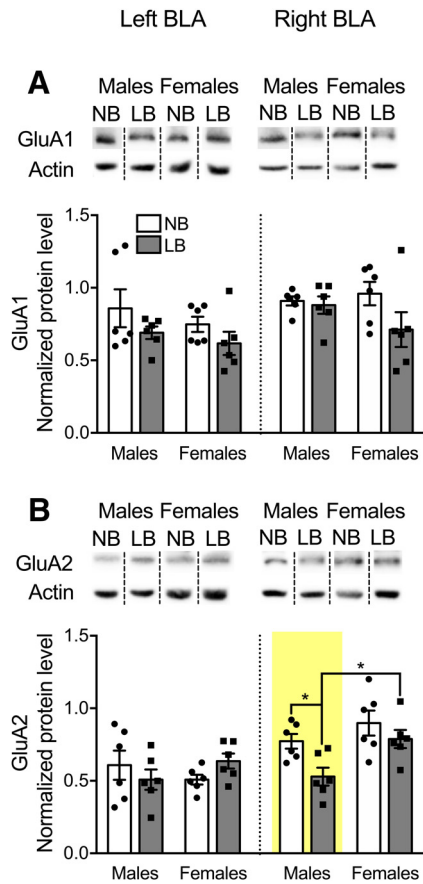 Left BLA Right BLA
A
Males Females Males Females
NB LB NB LB NB LB NB LB
GluA1
Actin
GluA1
Normalized protein level
1.5
1.0
0.5
0.0
NB
LB
Males Females Males Females
B
Males Females Males Females
NB LB NB LB NB LB NB LB
GluA2
Actin
GluA2
Normalized protein level
1.5
1.0
0.5
0.0
*
*
Males Females Males Females